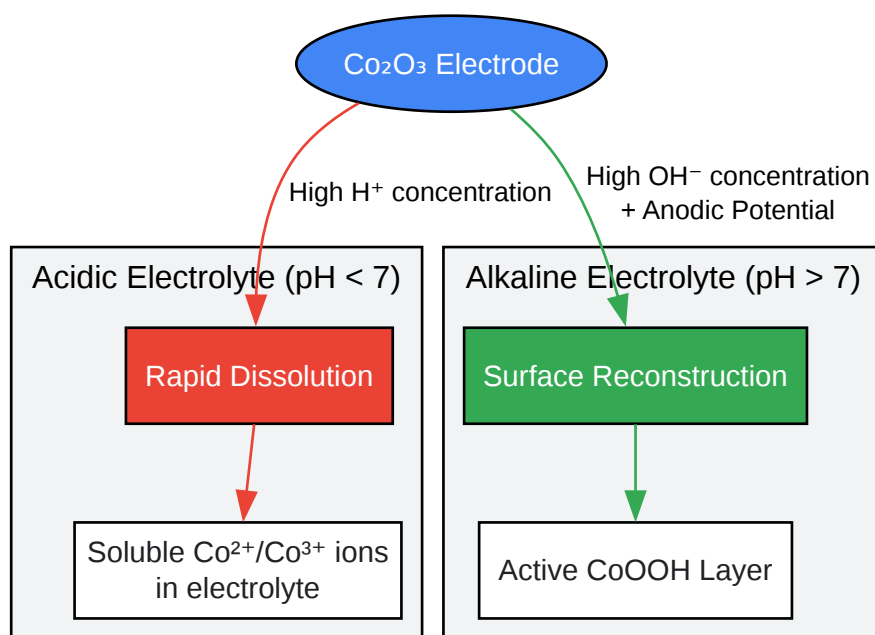 Co₂O₃ Electrode
High H⁺ concentration
High OH⁻ concentration
+ Anodic Potential
Acidic Electrolyte (pH < 7)
Alkaline Electrolyte (pH > 7)
Rapid Dissolution
Surface Reconstruction
Soluble Co²⁺/Co³⁺ ions
in electrolyte
Active CoOOH Layer